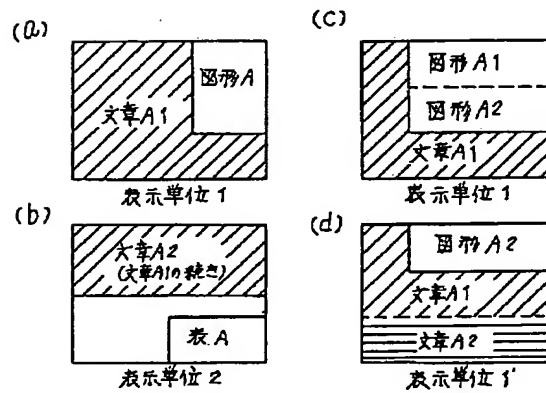 (a)
図形A
文章A1
表示単位1
(b)
文章A2
(文章A1の続き)
表A
表示単位2
(c)
図形A1
図形A2
文章A1
表示単位1
(d)
図形A2
文章A1
文章A2
表示単位1'